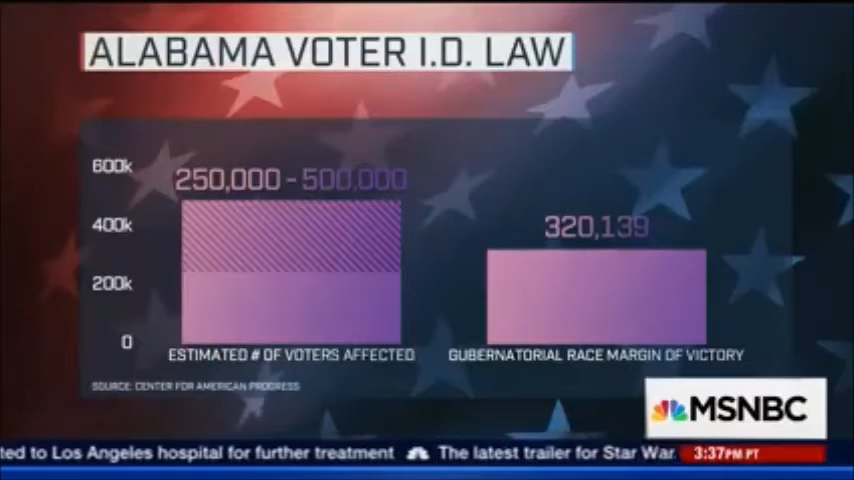 ALABAMA VOTER I.D. LAW
600k
250,000 - 500,000
400k
320,139
200k
0
ESTIMATED # OF VOTERS AFFECTED
GUBERNATORIAL RACE MARGIN OF VICTORY
SOURCE: CENTER FOR AMERICAN PROGRESS
MSNBC
ted to Los Angeles hospital for further treatment The latest trailer for Star War 3:37PM PT